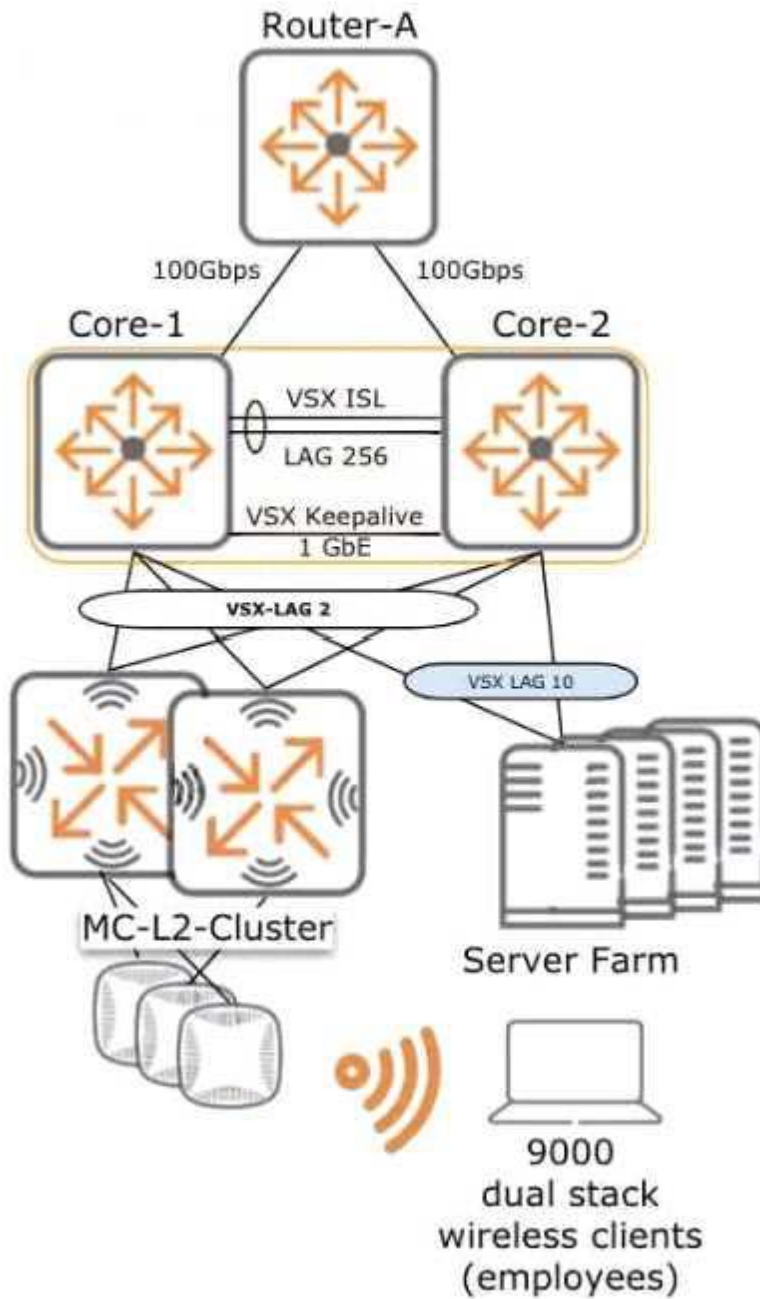 Router-A
100Gbps
100Gbps
Core-1
Core-2
VSX ISL
LAG 256
VSX Keepalive
1 GbE
VSX-LAG 2
VSX LAG 10
MC-L2-Cluster
Server Farm
9000
dual stack
wireless clients
(employees)